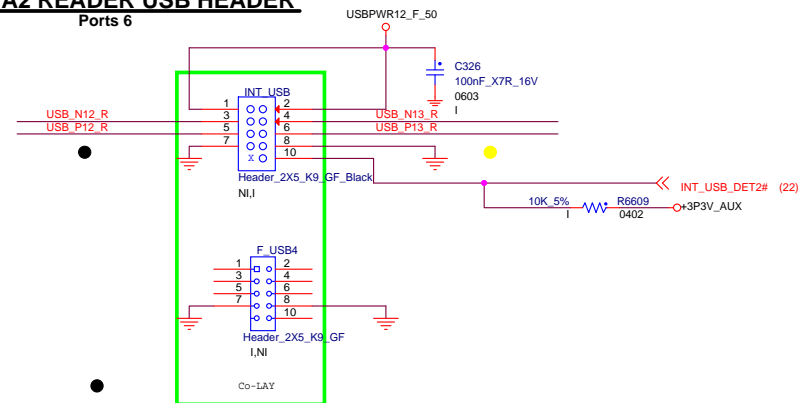 A2 READER USB HEADER
Ports 6
USBPWR12_F_50
C326
100nF_X7R_16V
0603
I
INT_USB
1 2
USB_N12_R 3 4 USB_N13_R
USB_P12_R 5 6 USB_P13_R
7 8
X 10
Header_2X5_K9_GF_Black
NI,I
INT_USB_DET2# (22)
10K_5% R6609
I 0402
+3P3V_AUX
F_USB4
1 2
3 4
5 6
7 8
10
Header_2X5_K9_GF
I,NI
Co-LAY